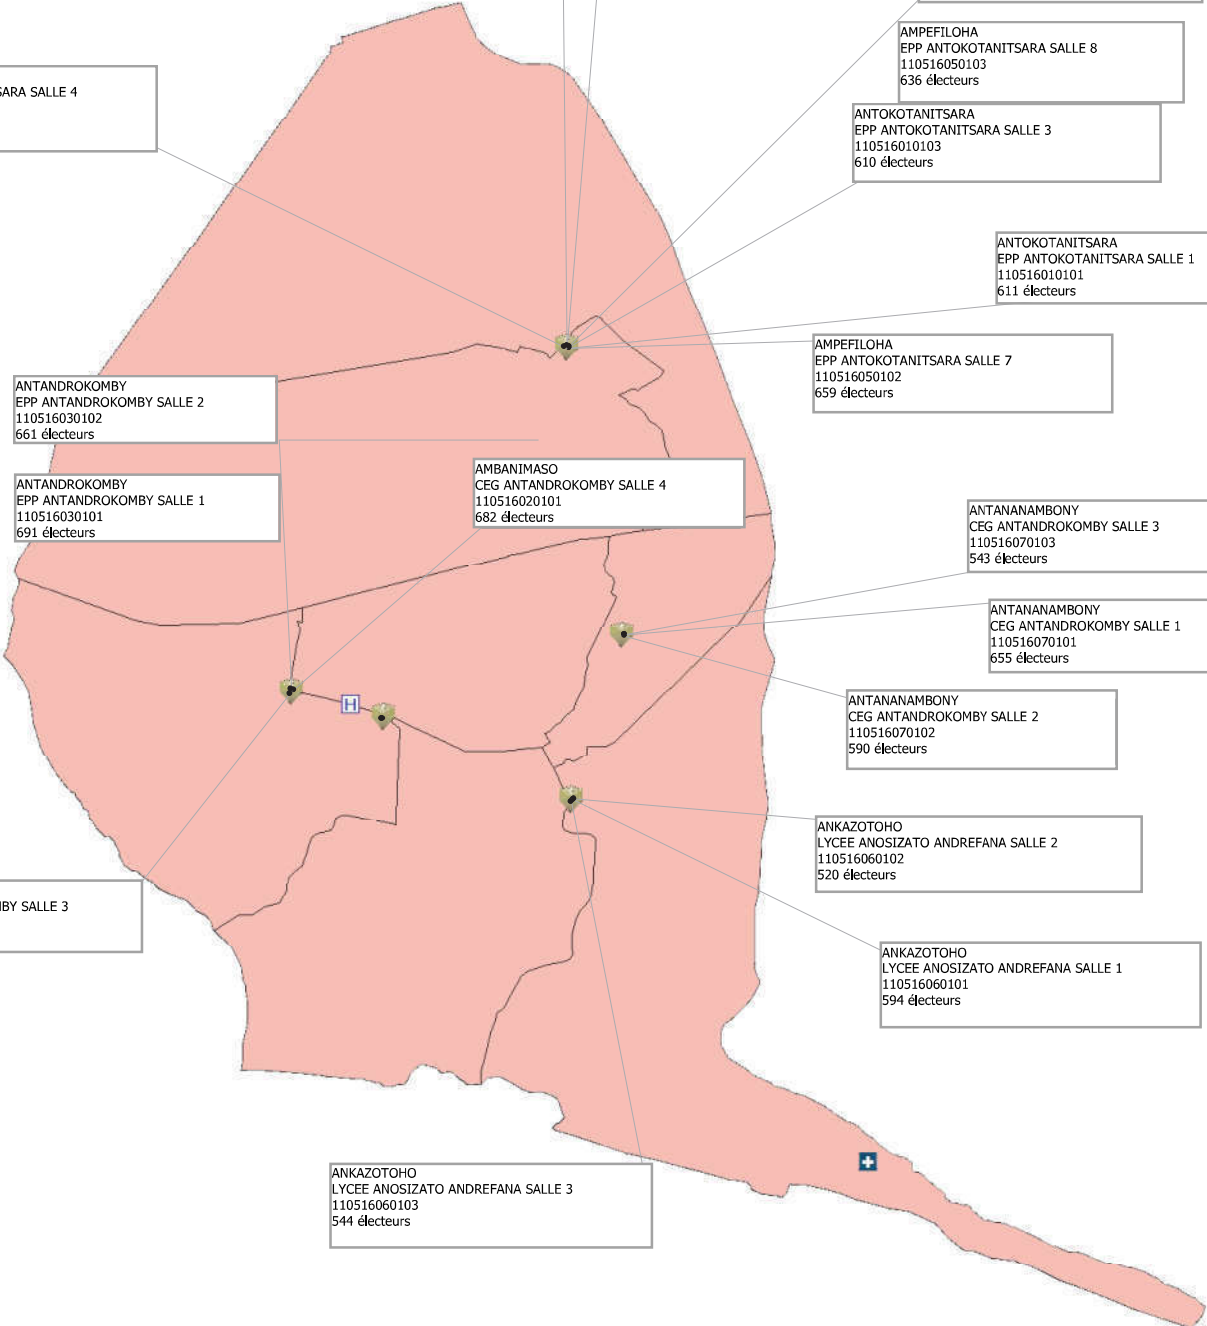 AMPEFILOHA
EPP ANTOKOTANITSARA SALLE 8
110516050103
636 électeurs
SALLE 4
ANTOKOTANITSARA
EPP ANTOKOTANITSARA SALLE 3
110516010103
610 électeurs
ANTOKOTANITSARA
EPP ANTOKOTANITSARA SALLE 1
110516010101
611 électeurs
AMPEFILOHA
EPP ANTOKOTANITSARA SALLE 7
110516050102
659 électeurs
ANTANDROKOMBY
EPP ANTANDROKOMBY SALLE 2
110516030102
661 électeurs
ANTANDROKOMBY
EPP ANTANDROKOMBY SALLE 1
110516030101
691 électeurs
AMBANIMASO
CEG ANTANDROKOMBY SALLE 4
110516020101
682 électeurs
ANTANANAMBONY
CEG ANTANDROKOMBY SALLE 3
110516070103
543 électeurs
ANTANANAMBONY
CEG ANTANDROKOMBY SALLE 1
110516070101
655 électeurs
ANTANANAMBONY
CEG ANTANDROKOMBY SALLE 2
110516070102
590 électeurs
H
ANKAZOTOHO
LYCEE ANOSIZATO ANDREFANA SALLE 2
110516060102
520 électeurs
SALLE 3
ANKAZOTOHO
LYCEE ANOSIZATO ANDREFANA SALLE 1
110516060101
594 électeurs
ANKAZOTOHO
LYCEE ANOSIZATO ANDREFANA SALLE 3
110516060103
544 électeurs